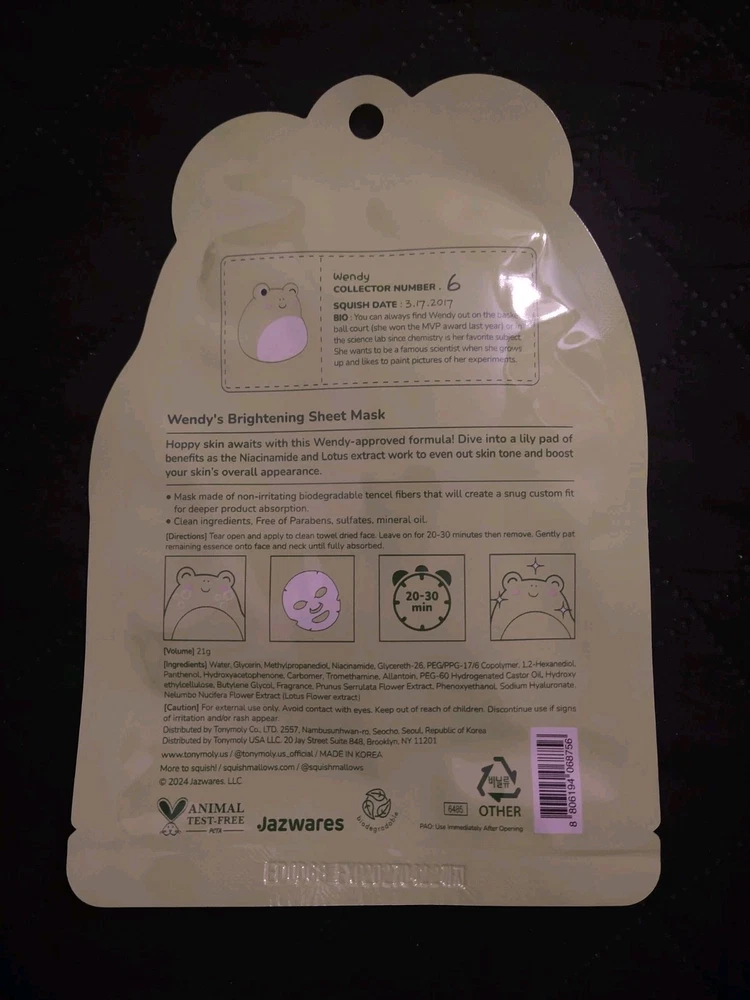 Wendy
COLLECTOR NUMBER . 6
SQUISH DATE : 3.17.2017
BIO : You can always find Wendy out on the basket
ball court (she won the MVP award last year) or in
the science lab since chemistry is her favorite subject.
She wants to be a famous scientist when she grows
up and likes to paint pictures of her experiments.
Wendy's Brightening Sheet Mask
Hoppy skin awaits with this Wendy-approved formula! Dive into a lily pad of
benefits as the Niacinamide and Lotus extract work to even out skin tone and boost
your skin's overall appearance.
• Mask made of non-irritating biodegradable tencel fibers that will create a snug custom fit
for deeper product absorption.
• Clean ingredients, Free of Parabens, sulfates, mineral oil.
[Directions] Tear open and apply to clean towel dried face. Leave on for 20-30 minutes then remove. Gently pat
remaining essence onto face and neck until fully absorbed.
20-30
min
[Volume] 21g
[Ingredients] Water, Glycerin, Methylpropanediol, Niacinamide, Glycereth-26, PEG/PPG-17/6 Copolymer, 1,2-Hexanediol,
Panthenol, Hydroxyacetophenone, Carbomer, Tromethamine, Allantoin, PEG-60 Hydrogenated Castor Oil, Hydroxy
ethylcellulose, Butylene Glycol, Fragrance, Prunus Serrulata Flower Extract, Phenoxyethanol, Sodium Hyaluronate,
Nelumbo Nucifera Flower Extract (Lotus Flower extract)
[Caution] For external use only. Avoid contact with eyes. Keep out of reach of children. Discontinue use if signs
of irritation and/or rash appear.
Distributed by Tonymoly Co., LTD. 2557, Nambusunhwan-ro, Seocho, Seoul, Republic of Korea
Distributed by Tonymoly USA LLC. 20 Jay Street Suite 848, Brooklyn, NY 11201
www.tonymoly.us / @tonymoly.us_official / MADE IN KOREA
More to squish! / squishmallows.com / @squishmallows
© 2024 Jazwares, LLC
ANIMAL
TEST-FREE
PETA
Jazwares
biodegradable
6485
비닐류
OTHER
PAO: Use Immediately After Opening
8 806194 068756